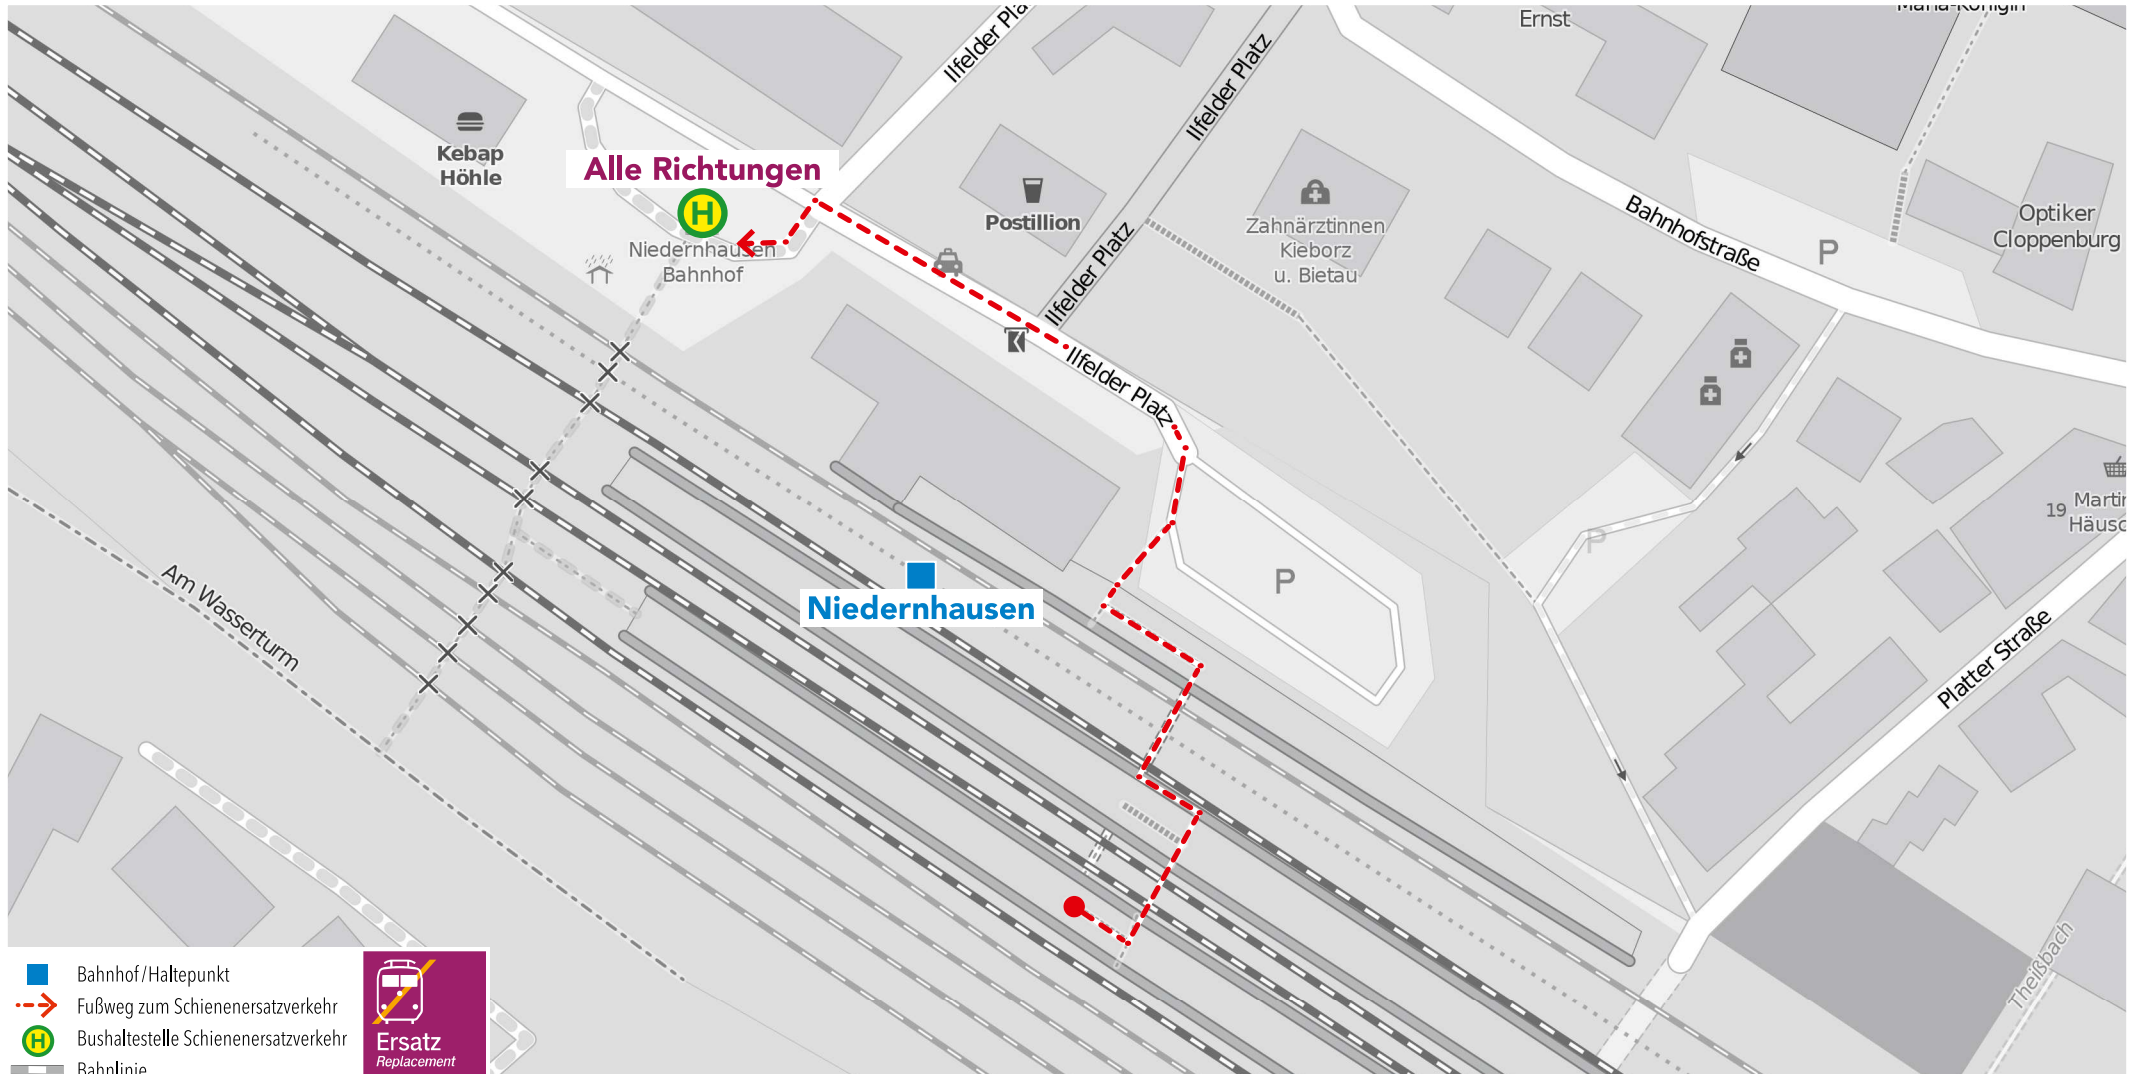 Ilfelder Pla
Ernst
Maria-Königin
Ilfelder Platz
Kebap
Höhle
Alle Richtungen
H
Niedernhausen
Bahnhof
Postillion
Ilfelder Platz
Zahnärztinnen
Kieborz
u. Bietau
Bahnhofstraße
P
Optiker
Cloppenburg
Ilfelder Platz
19
Martin
Häusc
P
P
Niedernhausen
Am Wasserturm
Platter Straße
Theißbach
Bahnhof/Haltepunkt
Fußweg zum Schienenersatzverkehr
H
Bushaltestelle Schienenersatzverkehr
Bahnlinie
Ersatz
Replacement